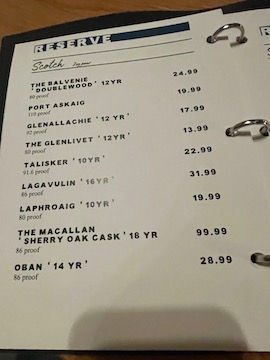 RESERVE
Scotch
THE BALVENIE
'DOUBLEWOOD' 12YR 24.99
80 proof
PORT ASKAIG 19.99
110 proof
GLENALLACHIE '12 YR' 17.99
92 proof
THE GLENLIVET '12YR' 13.99
80 proof
TALISKER '10YR' 22.99
91.6 proof
LAGAVULIN '16YR' 31.99
86 proof
LAPHROAIG '10YR' 19.99
80 proof
THE MACALLAN
'SHERRY OAK CASK' 18 YR 99.99
86 proof
OBAN '14 YR' 28.99
86 proof